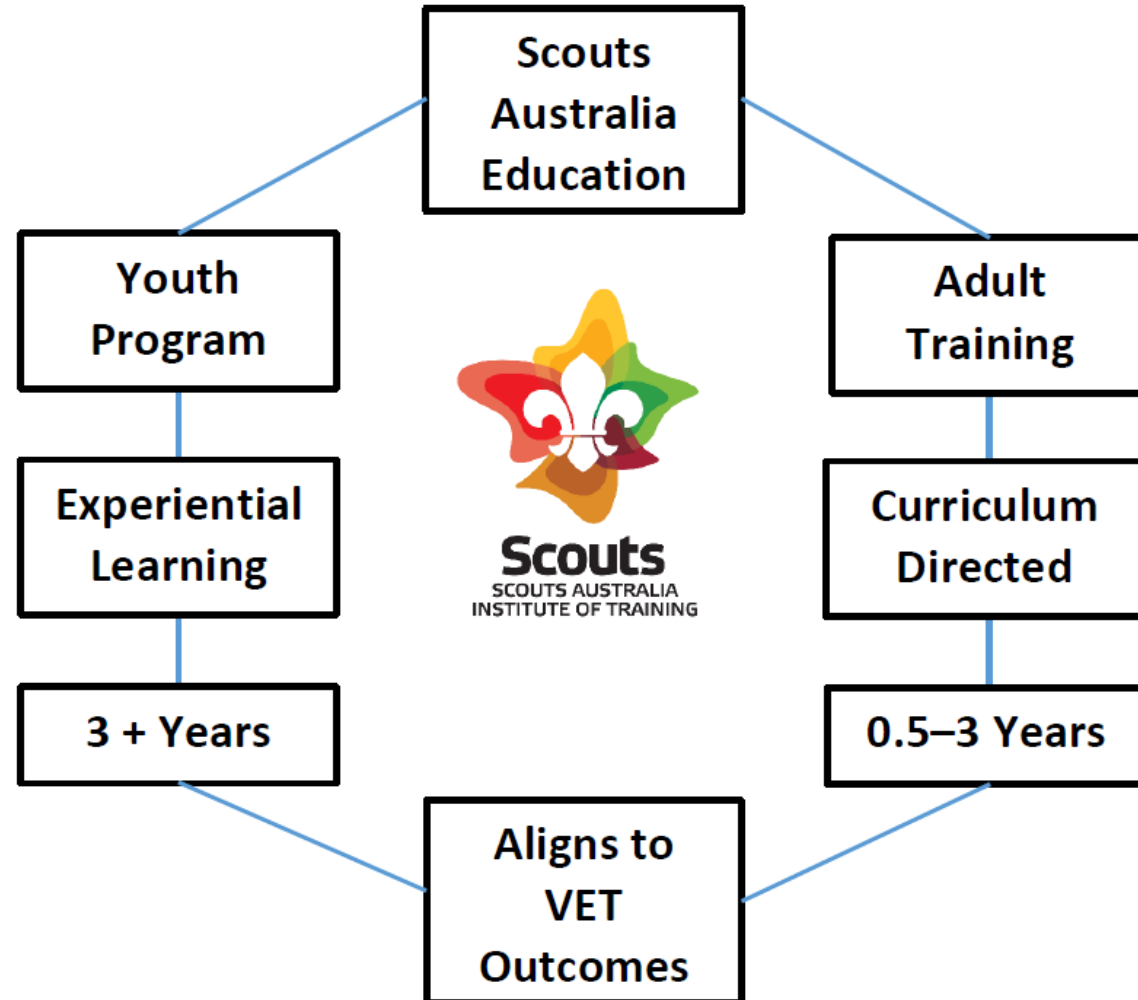 Scouts
Australia
Education
Youth
Program
Adult
Training
Experiential
Learning
Scouts
SCOUTS AUSTRALIA
INSTITUTE OF TRAINING
Curriculum
Directed
3 + Years
0.5–3 Years
Aligns to
VET
Outcomes